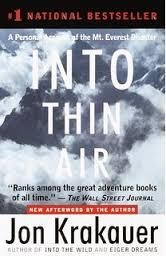 #1 NATIONAL BESTSELLER
A Personal Account of the Mt. Everest Disaster
INTO
THIN
AIR
"Ranks among the great adventure books
of all time." — THE WALL STREET JOURNAL
NEW AFTERWORD BY THE AUTHOR
Jon Krakauer
AUTHOR OF INTO THE WILD AND EIGER DREAMS